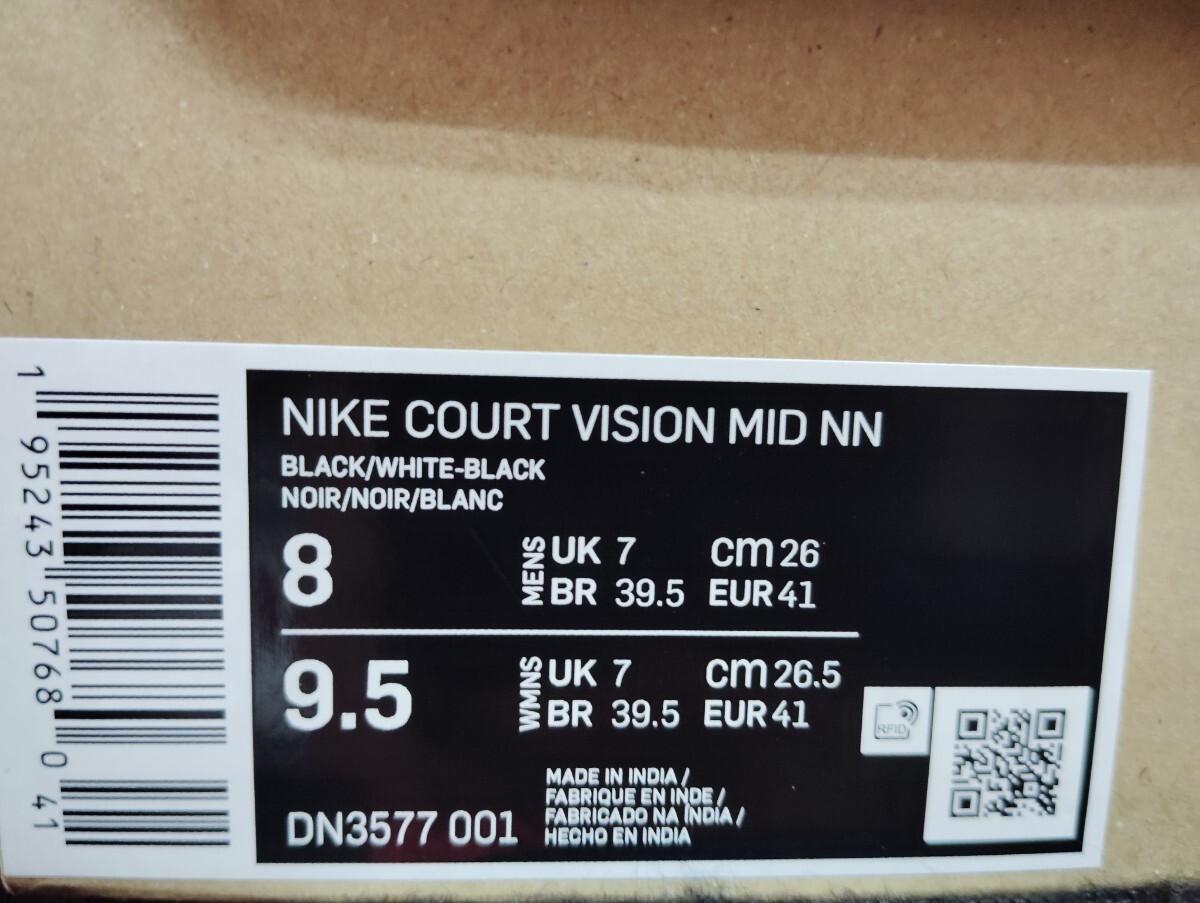 1 95243 50768 0 41
NIKE COURT VISION MID NN
BLACK/WHITE-BLACK
NOIR/NOIR/BLANC
8
MENS
UK 7 cm 26
BR 39.5 EUR 41
9.5
WMNS
UK 7 cm 26.5
BR 39.5 EUR 41
RFID
DN3577 001
MADE IN INDIA /
FABRIQUE EN INDE /
FABRICADO NA ÍNDIA /
HECHO EN INDIA